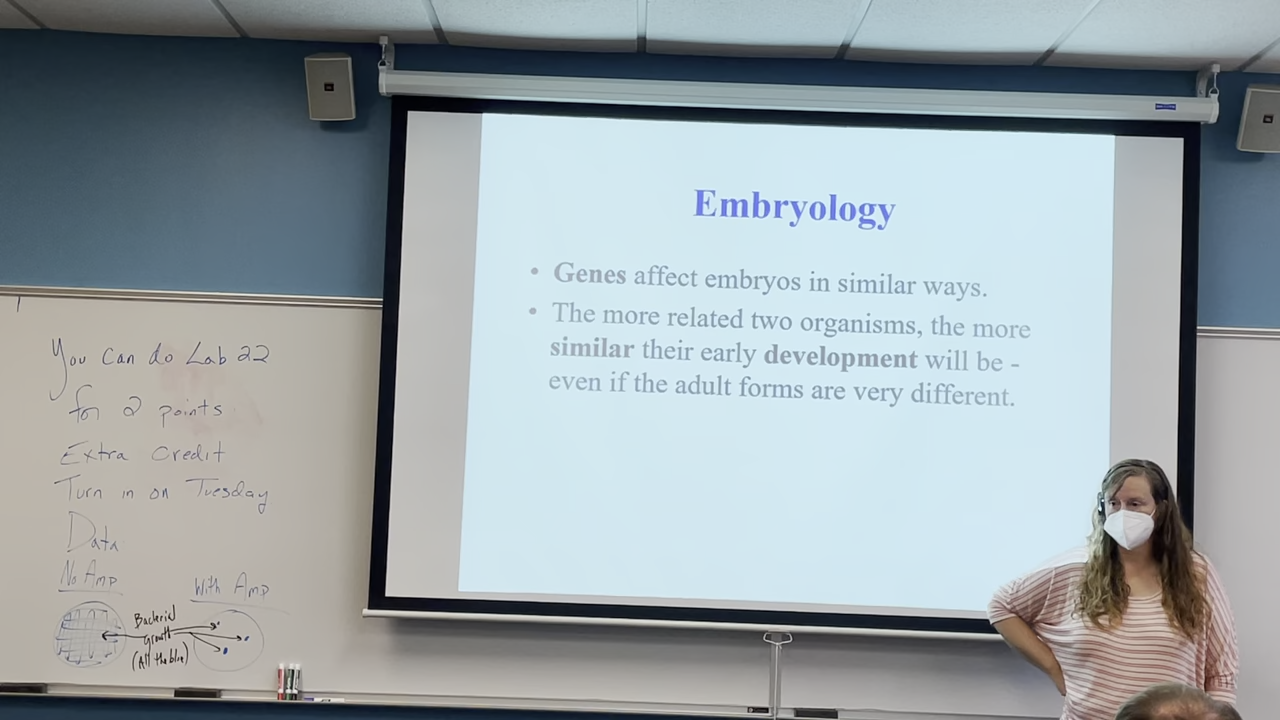 Embryology
• Genes affect embryos in similar ways.
• The more related two organisms, the more
similar their early development will be -
even if the adult forms are very different.
You can do Lab 22
for 2 points
Extra Credit
Turn in on Tuesday
Data
No Amp
With Amp
Bacterial
Growth
(All the blue)